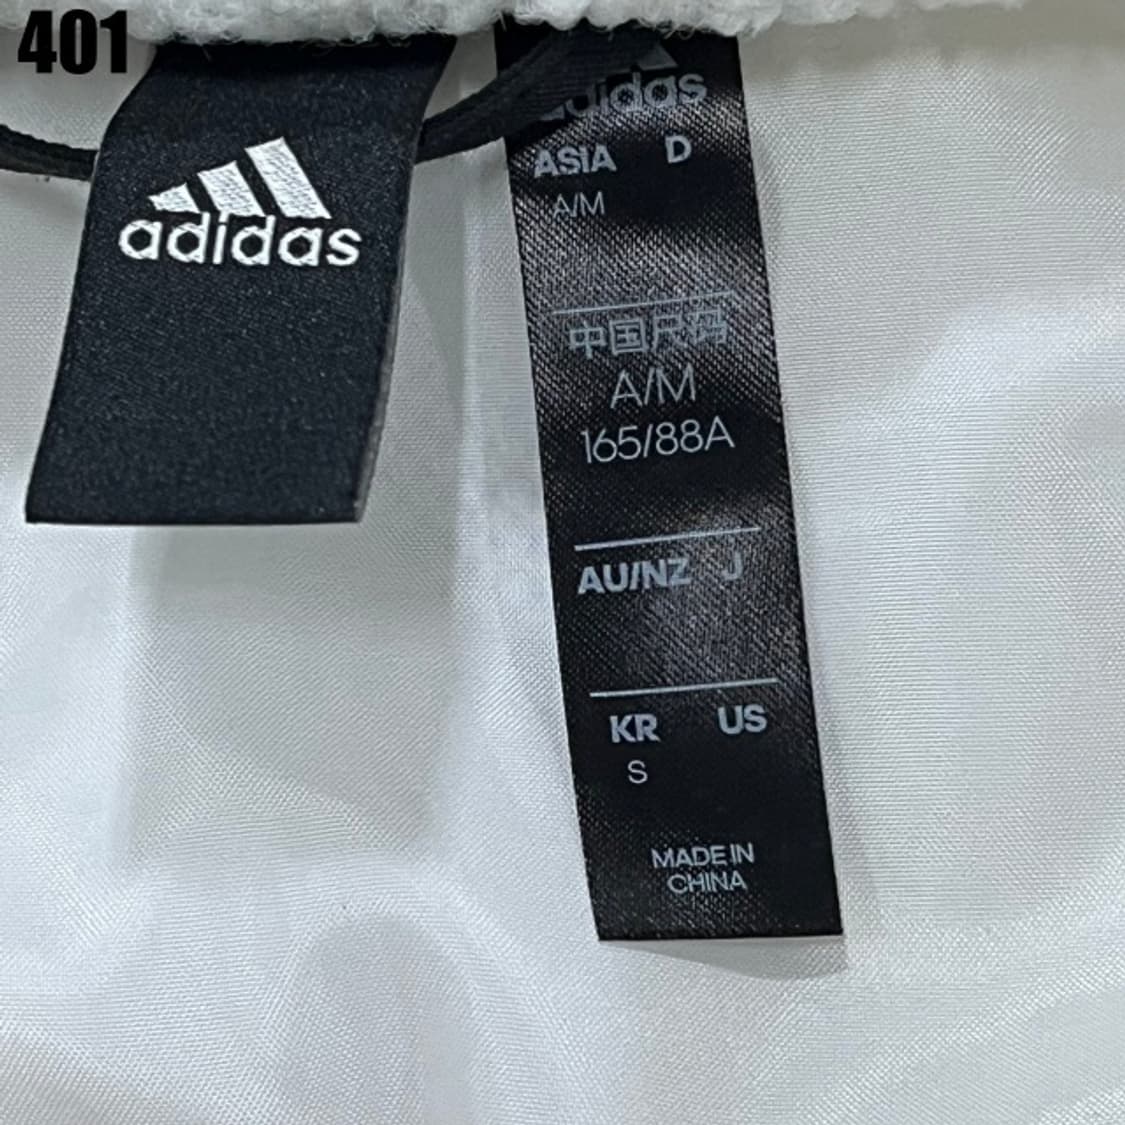 401
adidas
adidas
ASIA D
A/M
中国尺码
A/M
165/88A
AU/NZ J
KR US
S
MADE IN
CHINA